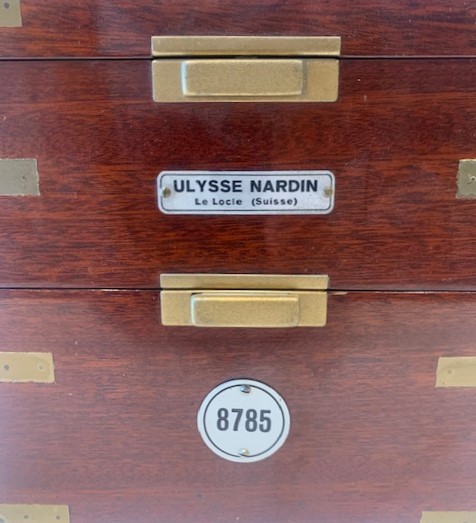 ULYSSE NARDIN
Le Locle (Suisse)
8785